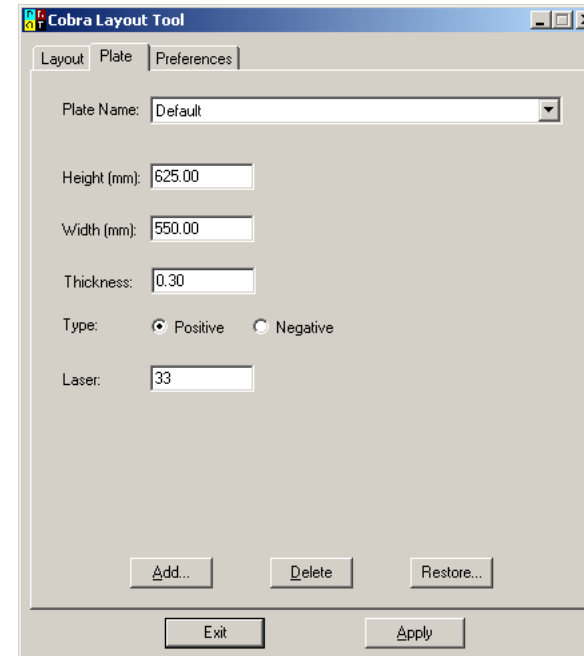 Cobra Layout Tool
Layout Plate Preferences
Plate Name: Default
Height (mm): 625.00
Width (mm): 550.00
Thickness: 0.30
Type: Positive Negative
Laser: 33
Add... Delete Restore...
Exit Apply